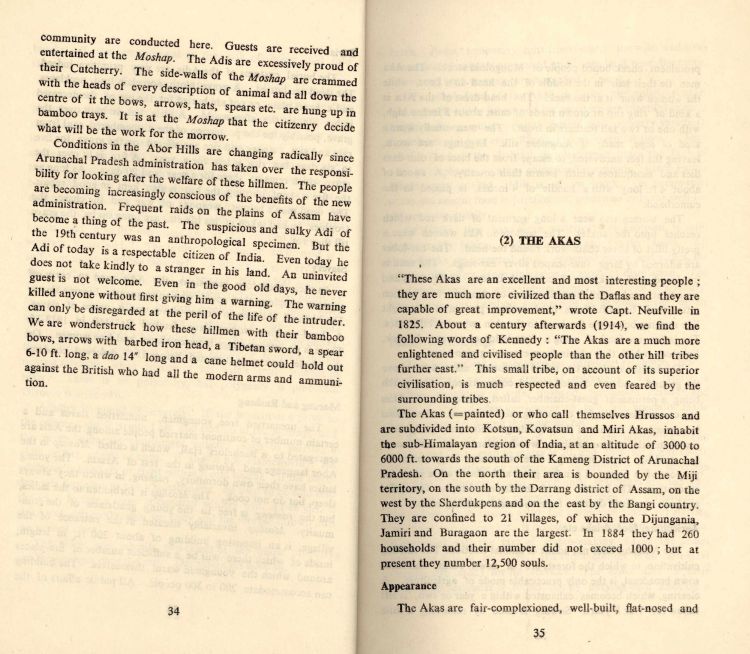 community are conducted here. Guests are received and
entertained at the Moshap. The Adis are excessively proud of
their Cutcherry. The side-walls of the Moshap are crammed
with the heads of every description of animal and all down the
centre of it the bows, arrows, hats, spears etc. are hung up in
bamboo trays. It is at the Moshap that the citizenry decide
what will be the work for the morrow.
Conditions in the Abor Hills are changing radically since
Arunachal Pradesh administration has taken over the responsi-
bility for looking after the welfare of these hillmen. The people
are becoming increasingly conscious of the benefits of the new
administration. Frequent raids on the plains of Assam have
become a thing of the past. The suspicious and sulky Adi of
the 19th century was an anthropological specimen. But the
Adi of today is a respectable citizen of India. Even today he
does not take kindly to a stranger in his land. An uninvited
guest is not welcome. Even in the good old days, he never
killed anyone without first giving him a warning. The warning
can only be disregarded at the peril of the life of the intruder.
We are wonderstruck how these hillmen with their bamboo
bows, arrows with barbed iron head, a Tibetan sword, a spear
6-10 ft. long, a dao 14" long and a cane helmet could hold out
against the British who had all the modern arms and ammuni-
tion.
34
(2) THE AKAS
"These Akas are an excellent and most interesting people ;
they are much more civilized than the Daflas and they are
capable of great improvement," wrote Capt. Neufville in
1825. About a century afterwards (1914), we find the
following words of Kennedy : "The Akas are a much more
enlightened and civilised people than the other hill tribes
further east." This small tribe, on account of its superior
civilisation, is much respected and even feared by the
surrounding tribes.
The Akas (=painted) or who call themselves Hrussos and
are subdivided into Kotsun, Kovatsun and Miri Akas, inhabit
the sub-Himalayan region of India, at an altitude of 3000 to
6000 ft. towards the south of the Kameng District of Arunachal
Pradesh. On the north their area is bounded by the Miji
territory, on the south by the Darrang district of Assam, on the
west by the Sherdukpens and on the east by the Bangi country.
They are confined to 21 villages, of which the Dijungania,
Jamiri and Buragaon are the largest. In 1884 they had 260
households and their number did not exceed 1000 ; but at
present they number 12,500 souls.
Appearance
The Akas are fair-complexioned, well-built, flat-nosed and
35